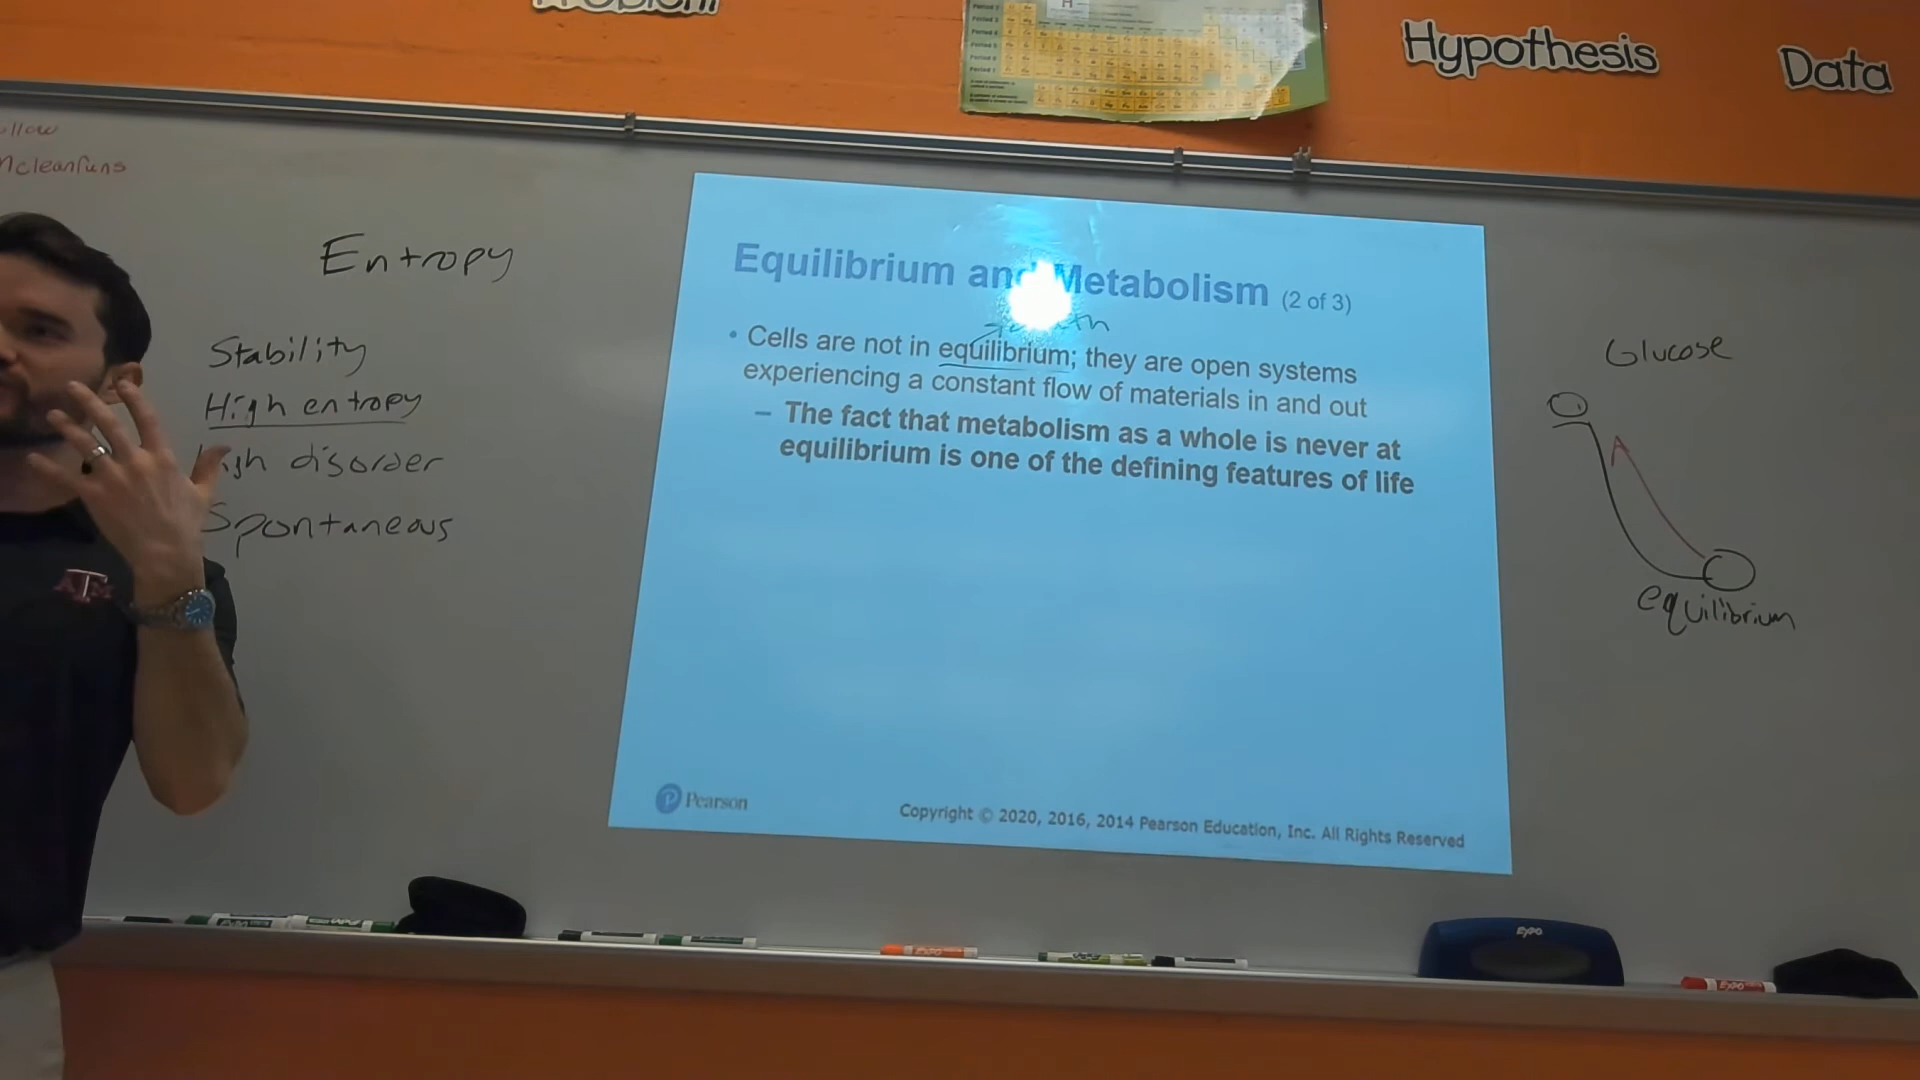 Hypothesis
Data
Mcleanfuns
Entropy
Stability
High entropy
disorder
Spontaneous
Equilibrium and Metabolism (2 of 3)
• Cells are not in equilibrium; they are open systems
experiencing a constant flow of materials in and out
– The fact that metabolism as a whole is never at
equilibrium is one of the defining features of life
Pearson
Copyright © 2020, 2016, 2014 Pearson Education, Inc. All Rights Reserved
Glucose
equilibrium
EXPO